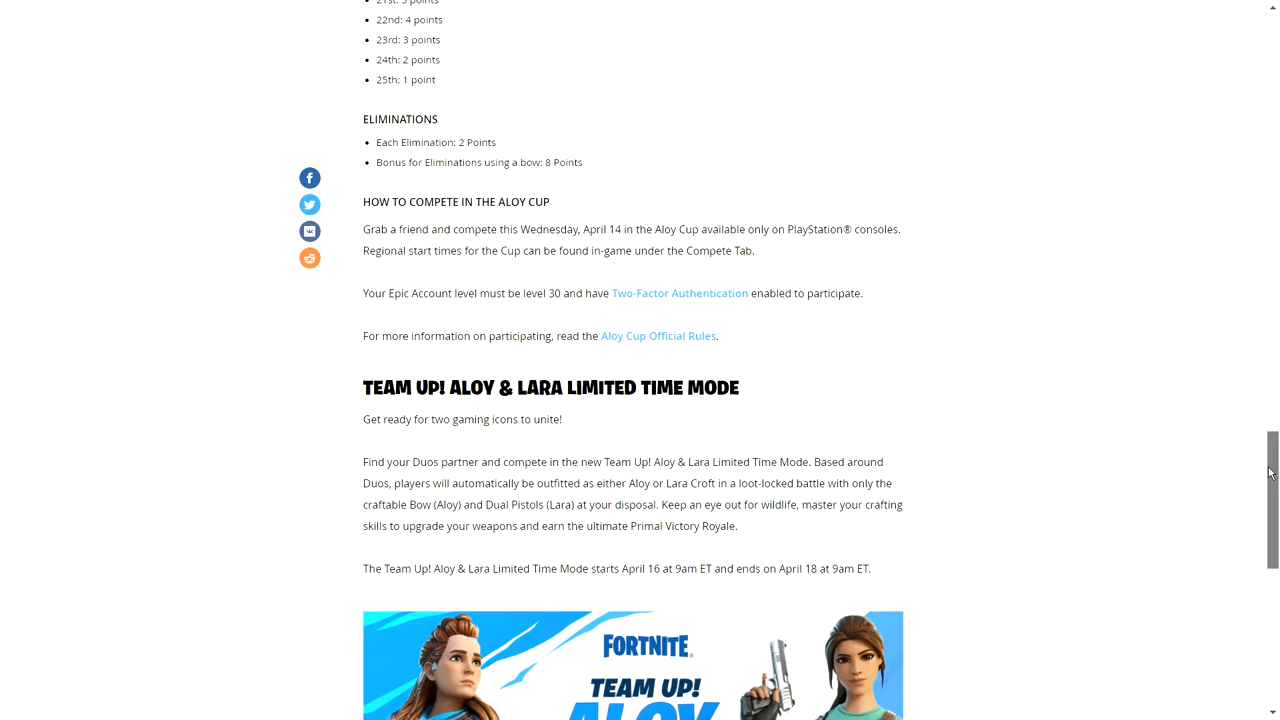 22nd: 4 points
23rd: 3 points
24th: 2 points
25th: 1 point
ELIMINATIONS
Each Elimination: 2 Points
Bonus for Eliminations using a bow: 8 Points
HOW TO COMPETE IN THE ALOY CUP
Grab a friend and compete this Wednesday, April 14 in the Aloy Cup available only on PlayStation® consoles.
Regional start times for the Cup can be found in-game under the Compete Tab.
Your Epic Account level must be level 30 and have Two-Factor Authentication enabled to participate.
For more information on participating, read the Aloy Cup Official Rules.
TEAM UP! ALOY & LARA LIMITED TIME MODE
Get ready for two gaming icons to unite!
Find your Duos partner and compete in the new Team Up! Aloy & Lara Limited Time Mode. Based around
Duos, players will automatically be outfitted as either Aloy or Lara Croft in a loot-locked battle with only the
craftable Bow (Aloy) and Dual Pistols (Lara) at your disposal. Keep an eye out for wildlife, master your crafting
skills to upgrade your weapons and earn the ultimate Primal Victory Royale.
The Team Up! Aloy & Lara Limited Time Mode starts April 16 at 9am ET and ends on April 18 at 9am ET.
FORTNITE
TEAM UP!
ALOY